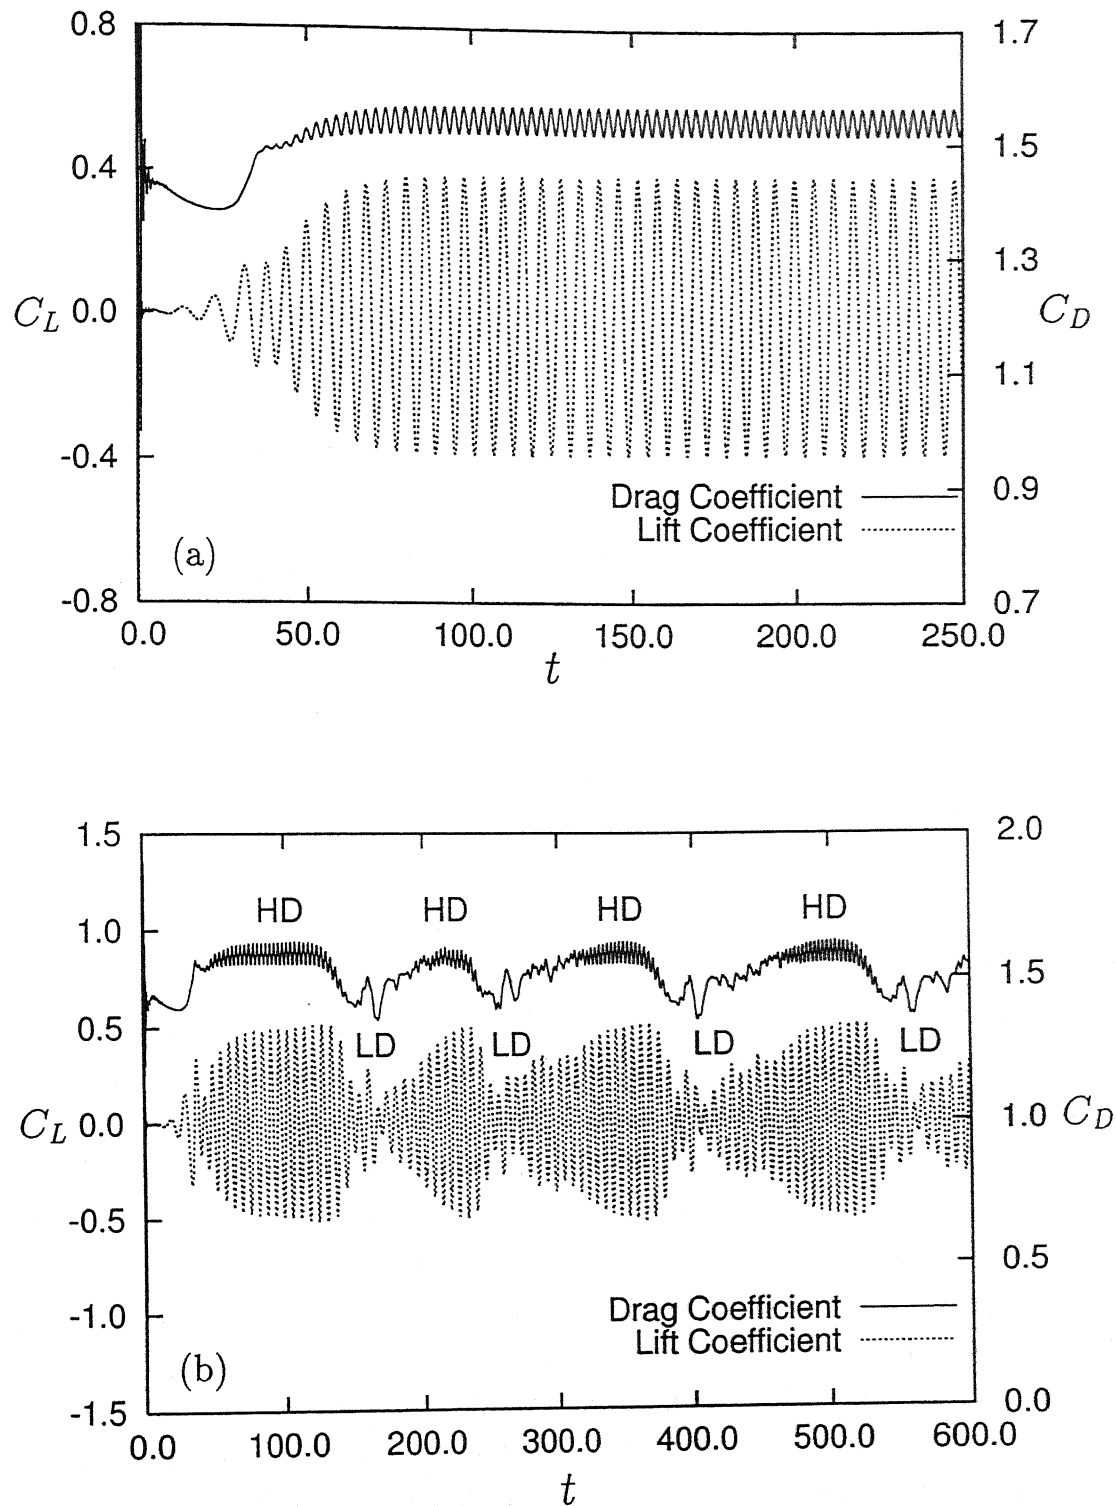 0.8 1.7
0.4 1.5
1.3
C_L 0.0 C_D
1.1
-0.4
0.9
Drag Coefficient
Lift Coefficient
(a)
-0.8 0.7
0.0 50.0 100.0 150.0 200.0 250.0
t
1.5 2.0
HD HD HD HD
1.0
1.5
0.5
LD LD LD LD
C_L 0.0 1.0 C_D
-0.5
0.5
-1.0
Drag Coefficient
Lift Coefficient
(b)
-1.5 0.0
0.0 100.0 200.0 300.0 400.0 500.0 600.0
t